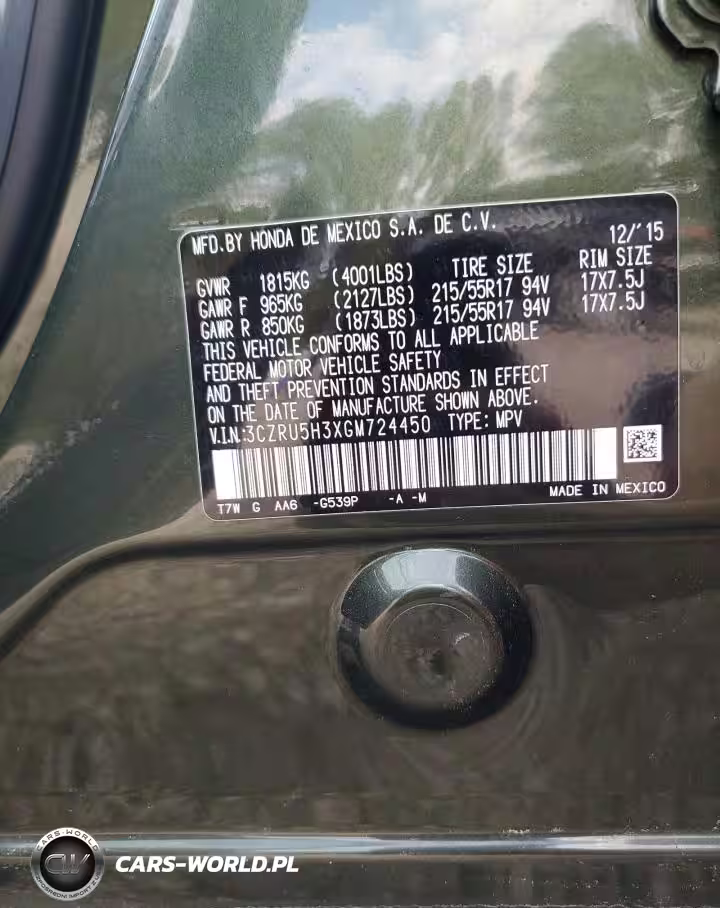 MFD.BY HONDA DE MEXICO S.A. DE C.V. 12/'15
TIRE SIZE RIM SIZE
GVWR 1815KG (4001LBS)
GAWR F 965KG (2127LBS) 215/55R17 94V 17X7.5J
GAWR R 850KG (1873LBS) 215/55R17 94V 17X7.5J
THIS VEHICLE CONFORMS TO ALL APPLICABLE
FEDERAL MOTOR VEHICLE SAFETY
AND THEFT PREVENTION STANDARDS IN EFFECT
ON THE DATE OF MANUFACTURE SHOWN ABOVE.
V.I.N:3CZRU5H3XGM724450 TYPE: MPV
T7W G AA6 -G539P -A -M MADE IN MEXICO
CARS-WORLD
CW
CARS-WORLD.PL